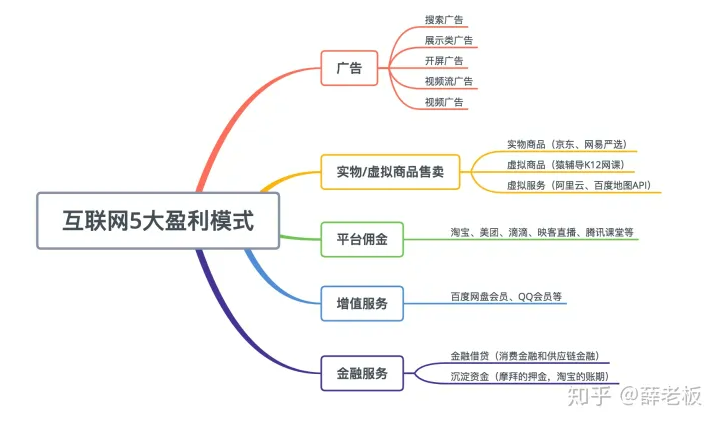 互联网5大盈利模式
广告
搜索广告
展示类广告
开屏广告
视频流广告
视频广告
实物/虚拟商品售卖
实物商品（京东、网易严选）
虚拟商品（猿辅导K12网课）
虚拟服务（阿里云、百度地图API）
平台佣金
淘宝、美团、滴滴、映客直播、腾讯课堂等
增值服务
百度网盘会员、QQ会员等
金融服务
金融借贷（消费金融和供应链金融）
沉淀资金（摩拜的押金，淘宝的账期）
知乎 @薛老板